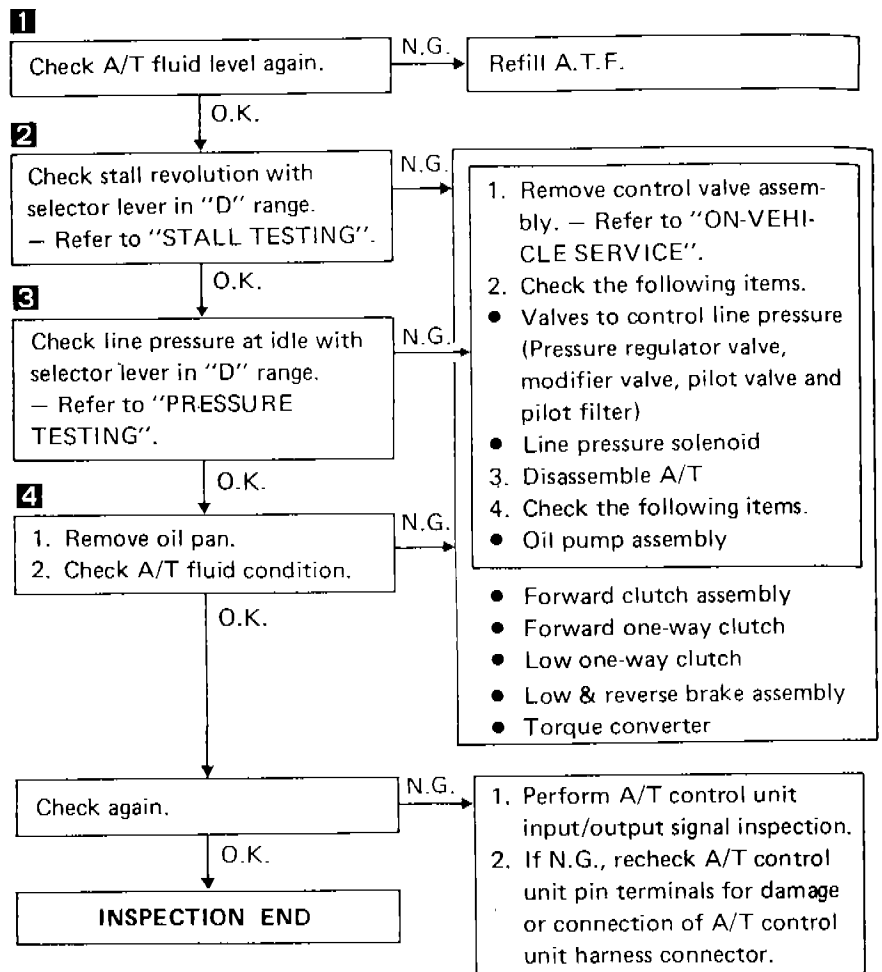 1
Check A/T fluid level again.
N.G.
Refill A.T.F.
O.K.
2
Check stall revolution with
selector lever in "D" range.
— Refer to "STALL TESTING".
N.G.
O.K.
3
Check line pressure at idle with
selector lever in "D" range.
— Refer to "PRESSURE
TESTING".
N.G.
O.K.
4
1. Remove oil pan.
2. Check A/T fluid condition.
N.G.
O.K.
1. Remove control valve assem-
bly. — Refer to "ON-VEHI-
CLE SERVICE".
2. Check the following items.
● Valves to control line pressure
(Pressure regulator valve,
modifier valve, pilot valve and
pilot filter)
● Line pressure solenoid
3. Disassemble A/T
4. Check the following items.
● Oil pump assembly
● Forward clutch assembly
● Forward one-way clutch
● Low one-way clutch
● Low & reverse brake assembly
● Torque converter
Check again.
N.G.
1. Perform A/T control unit
input/output signal inspection.
2. If N.G., recheck A/T control
unit pin terminals for damage
or connection of A/T control
unit harness connector.
O.K.
INSPECTION END